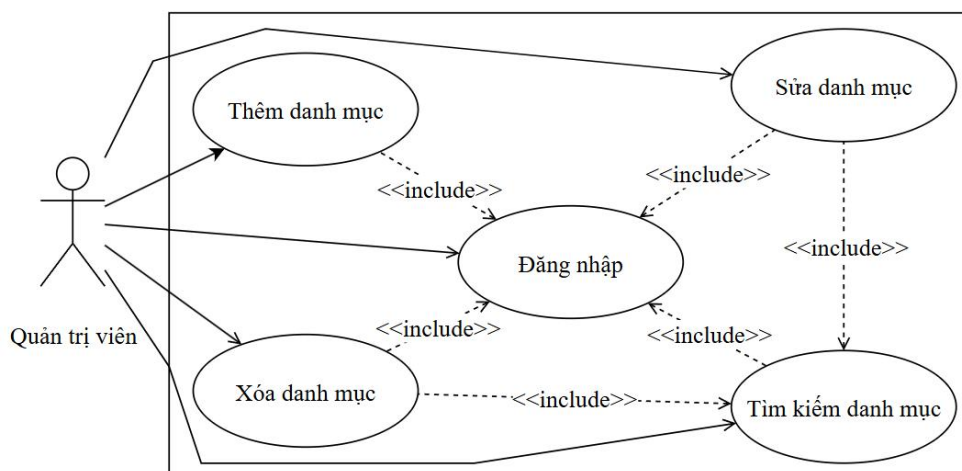 Sửa danh mục
Thêm danh mục
<<include>>
<<include>>
<<include>>
Đăng nhập
Quản trị viên
<<include>>
<<include>>
Xóa danh mục
<<include>>
Tìm kiếm danh mục